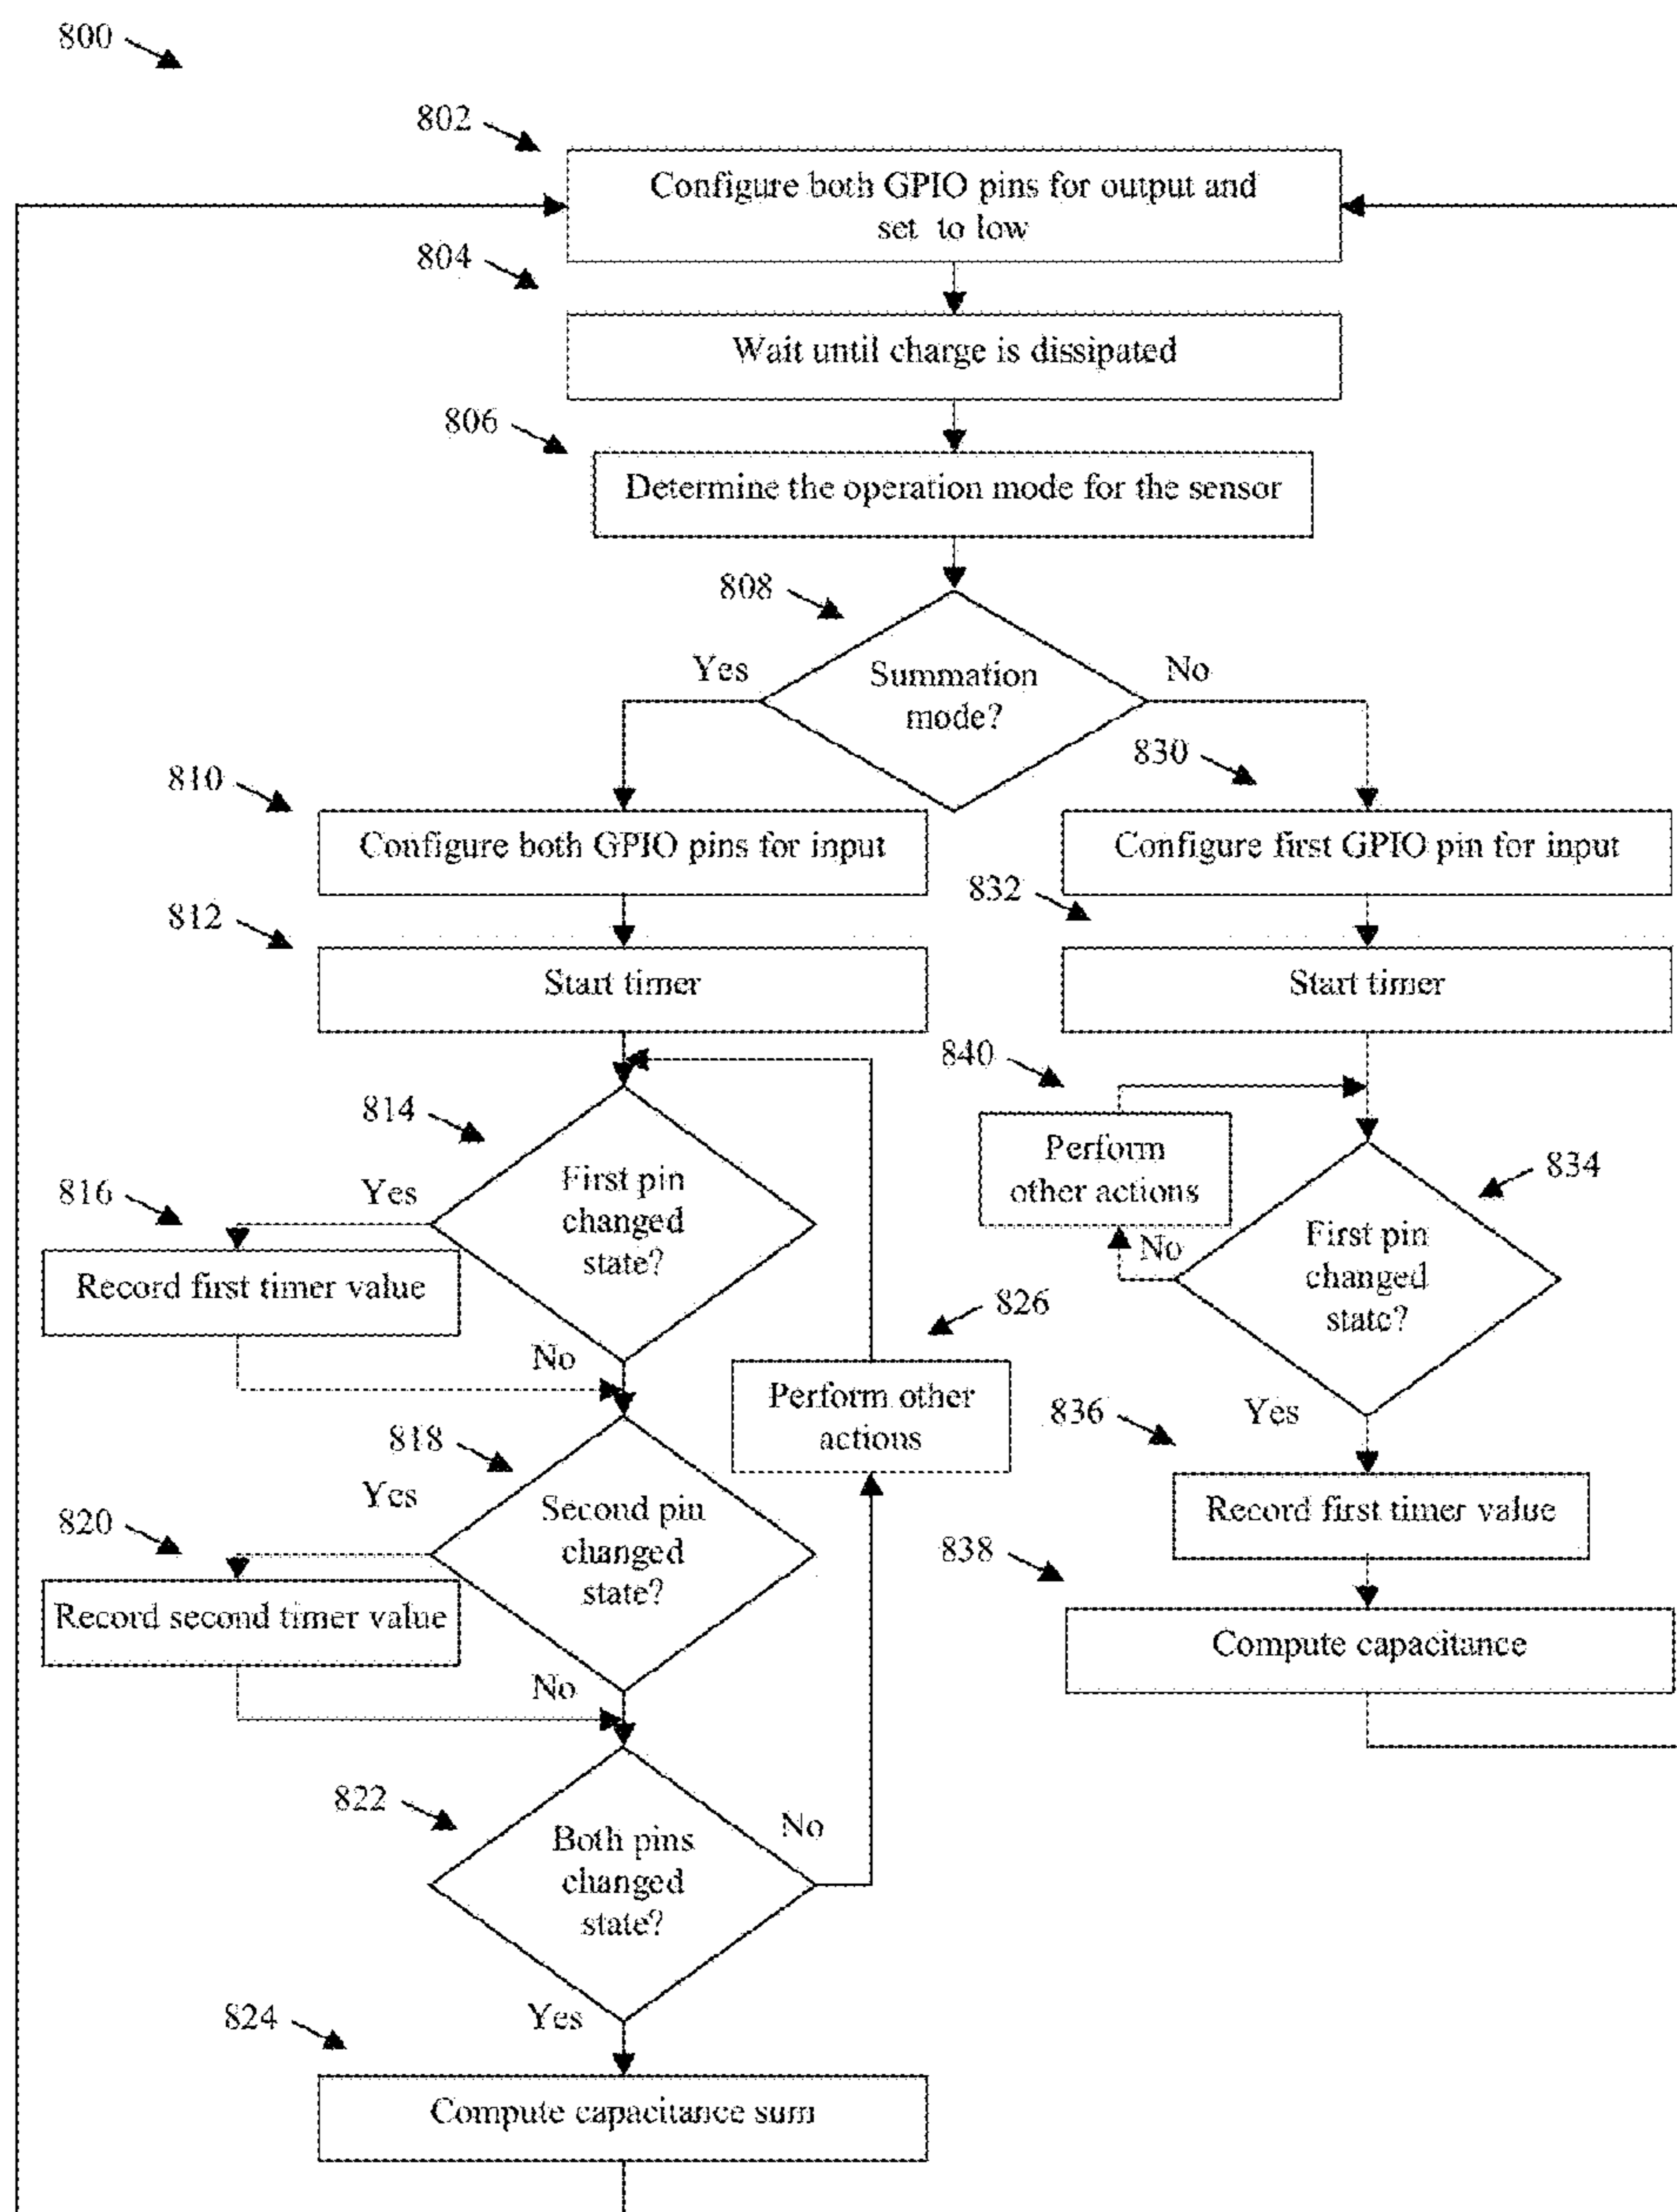 800
802
Configure both GPIO pins for output and
set to low
804
Wait until charge is dissipated
806
Determine the operation mode for the sensor
808
Summation
mode?
Yes
No
810
Configure both GPIO pins for input
830
Configure first GPIO pin for input
812
Start timer
832
Start timer
814
First pin
changed
state?
Yes
No
816
Record first timer value
818
Second pin
changed
state?
Yes
No
820
Record second timer value
822
Both pins
changed
state?
No
Yes
826
Perform other
actions
824
Compute capacitance sum
840
Perform
other actions
834
First pin
changed
state?
No
Yes
836
Record first timer value
838
Compute capacitance